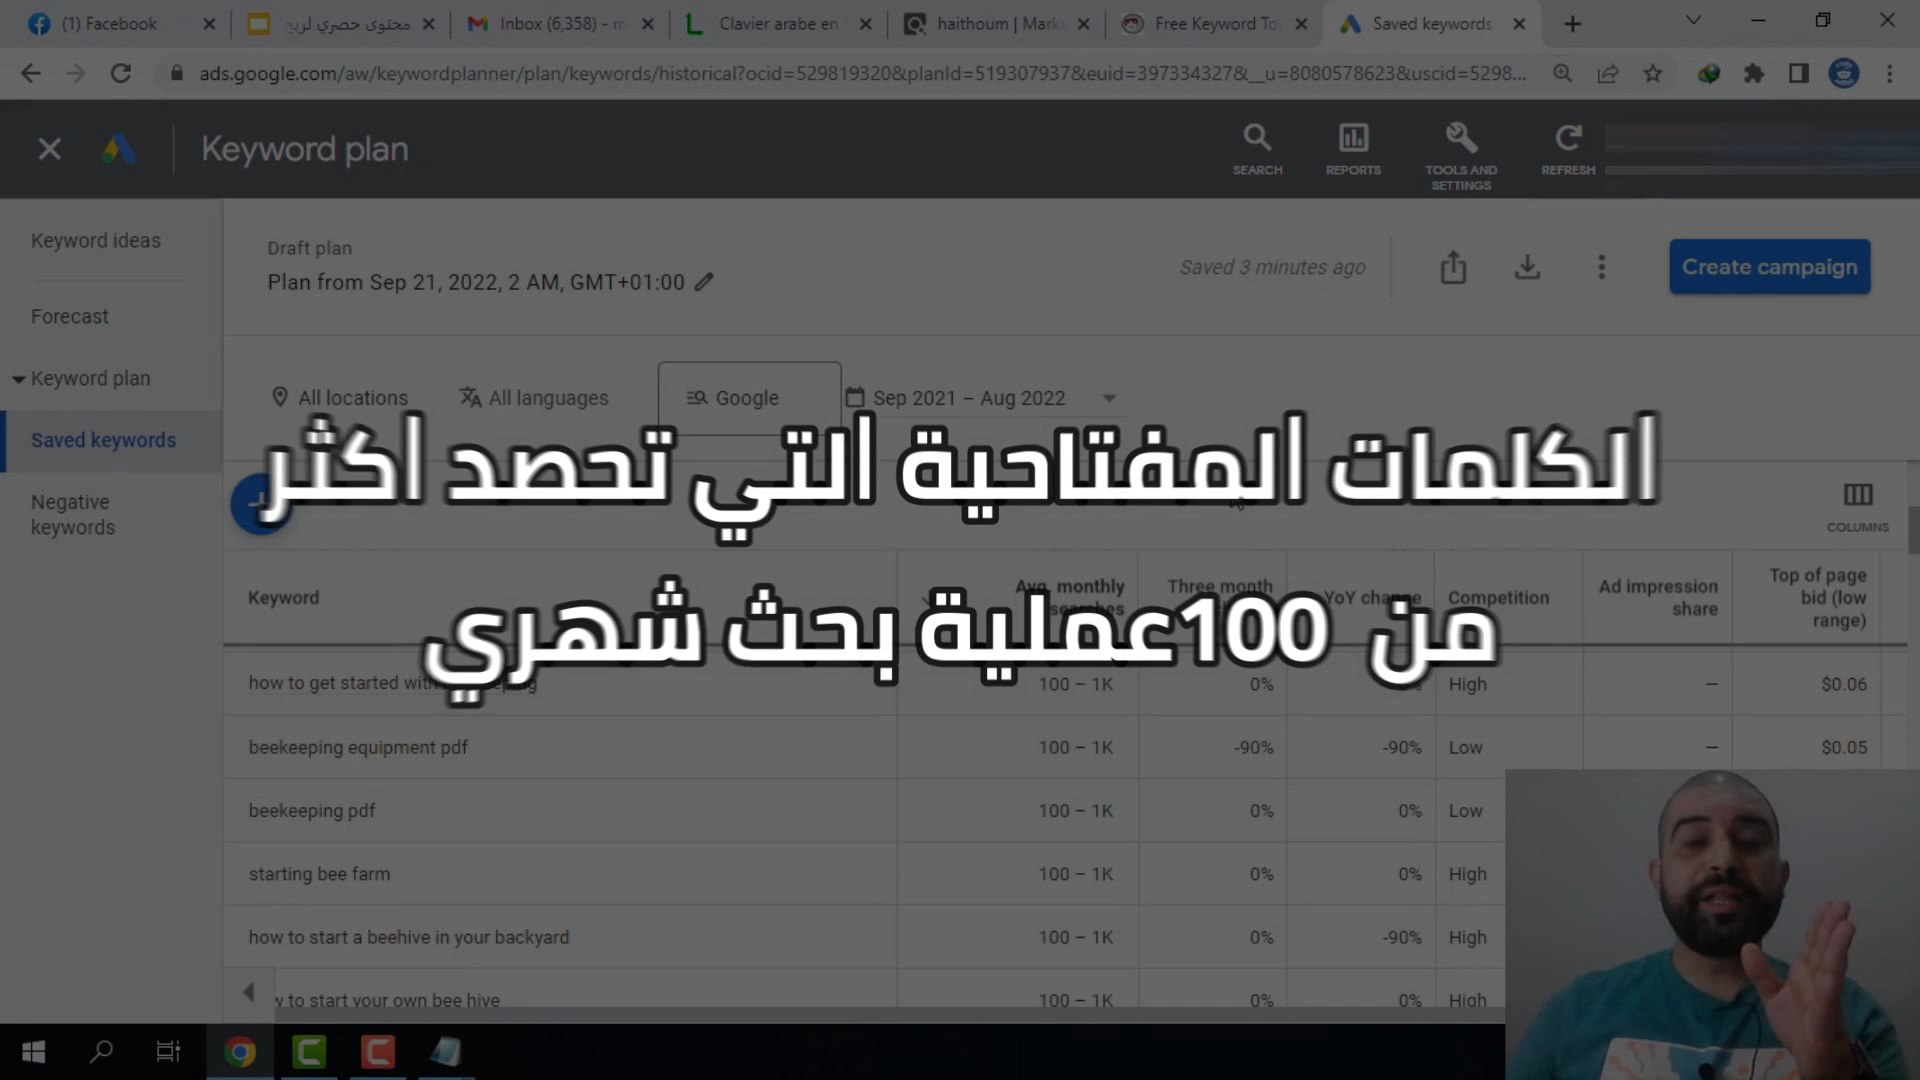 (1) Facebook
محتوى حصري لربح
Inbox (6,358) - m
Clavier arabe en
haithoum | Mark
Free Keyword To
Saved keywords
ads.google.com/aw/keywordplanner/plan/keywords/historical?ocid=529819320&planId=519307937&euid=397334327&__u=8080578623&uscid=5298...
Keyword plan
SEARCH
REPORTS
TOOLS AND SETTINGS
REFRESH
Keyword ideas
Forecast
Keyword plan
Saved keywords
Negative keywords
Draft plan
Plan from Sep 21, 2022, 2 AM, GMT+01:00
Saved 3 minutes ago
Create campaign
All locations
All languages
Google
Sep 2021 – Aug 2022
الكلمات المفتاحية التي تحصد اكثر
من 100عملية بحث شهري
COLUMNS
Keyword
Avg. monthly searches
Three month
YoY change
Competition
Ad impression share
Top of page bid (low range)
how to get started with 100 – 1K 0% High — $0.06
beekeeping equipment pdf 100 – 1K -90% -90% Low — $0.05
beekeeping pdf 100 – 1K 0% 0% Low
starting bee farm 100 – 1K 0% 0% High
how to start a beehive in your backyard 100 – 1K 0% -90% High
to start your own bee hive 100 – 1K 0% 0% High